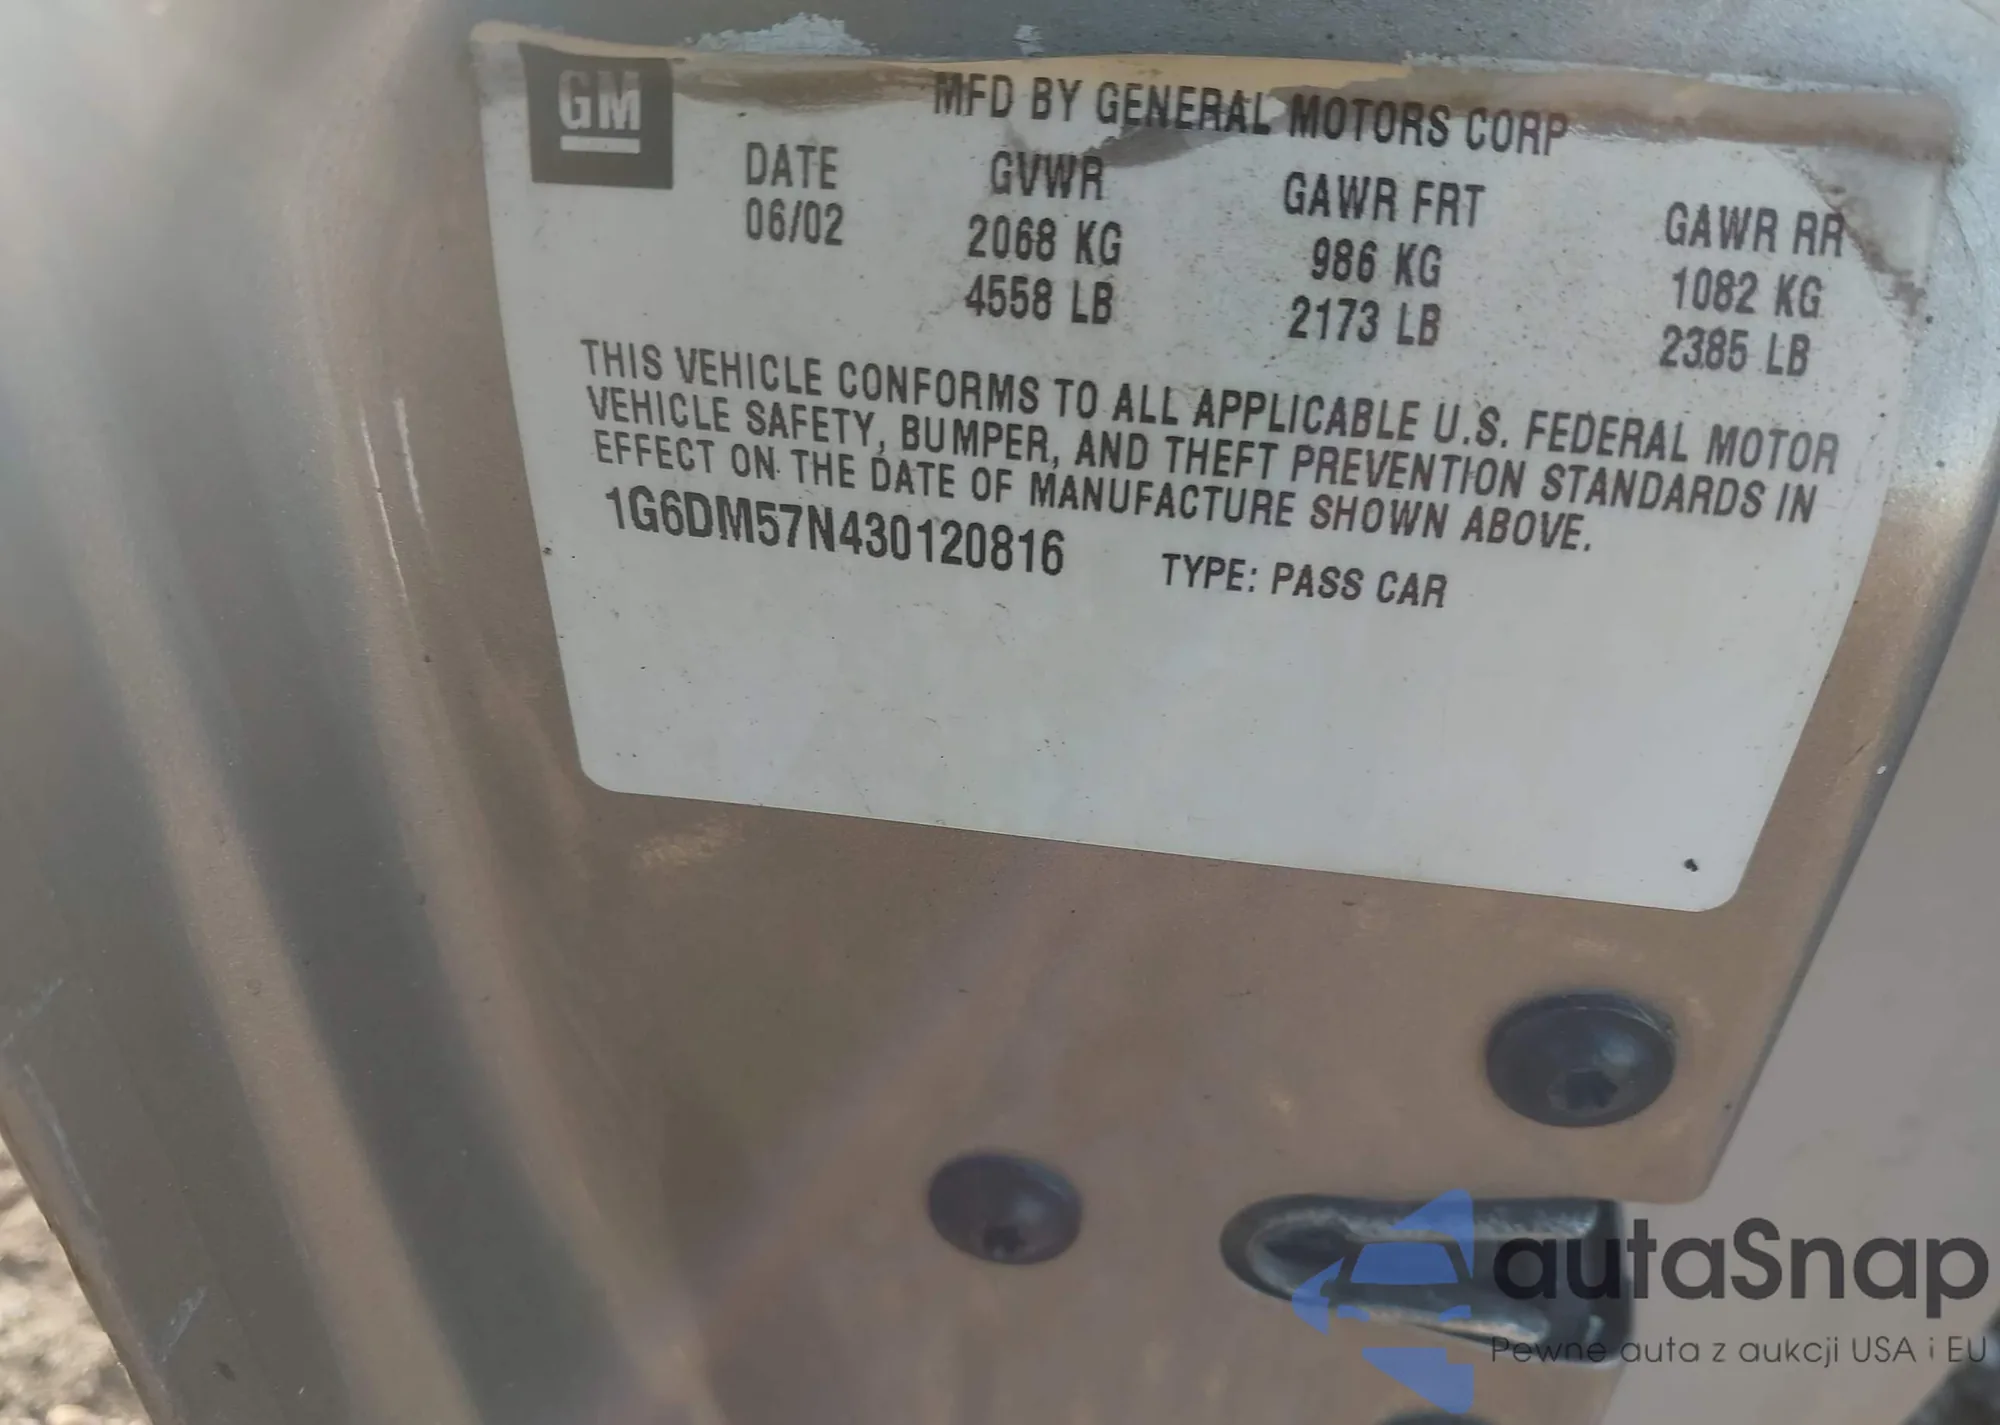 GM
MFD BY GENERAL MOTORS CORP
DATE GVWR GAWR FRT GAWR RR
06/02 2068 KG 986 KG 1082 KG
4558 LB 2173 LB 2385 LB
THIS VEHICLE CONFORMS TO ALL APPLICABLE U.S. FEDERAL MOTOR
VEHICLE SAFETY, BUMPER, AND THEFT PREVENTION STANDARDS IN
EFFECT ON THE DATE OF MANUFACTURE SHOWN ABOVE.
1G6DM57N430120816 TYPE: PASS CAR
autaSnap
Pewne auta z aukcji USA i EU